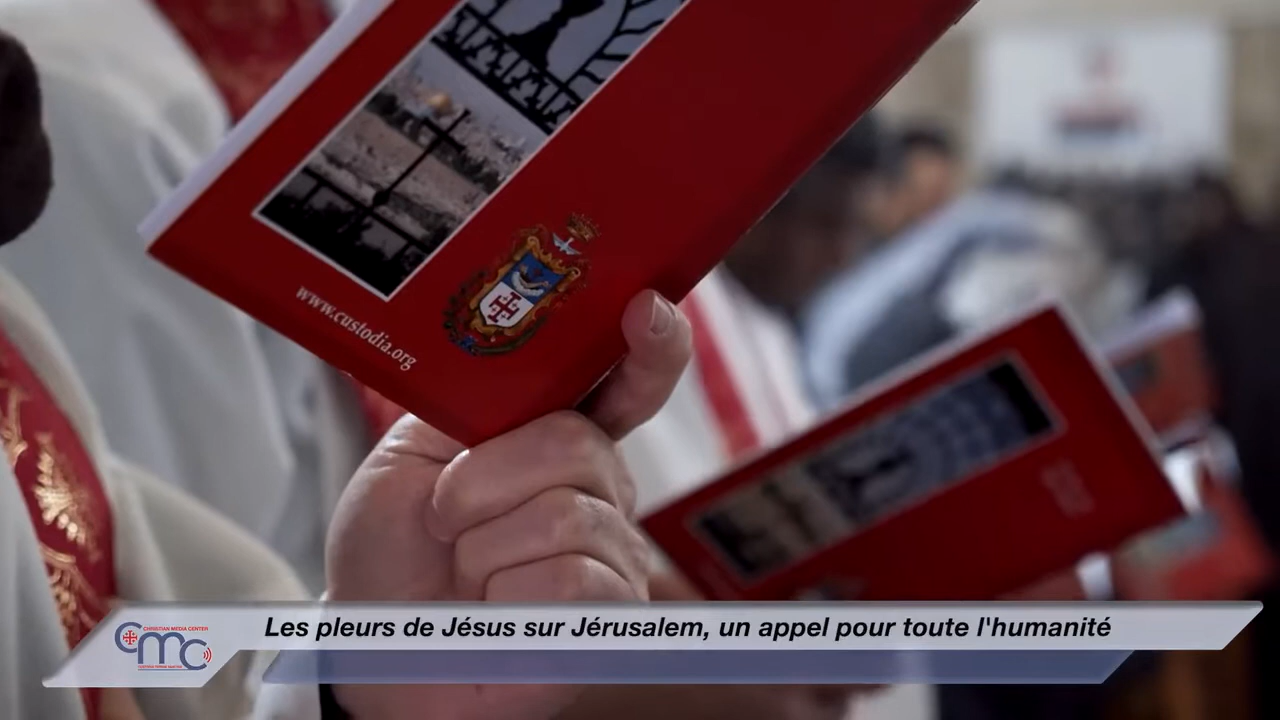 www.custodia.org
CHRISTIAN MEDIA CENTER
CMC
Les pleurs de Jésus sur Jérusalem, un appel pour toute l'humanité